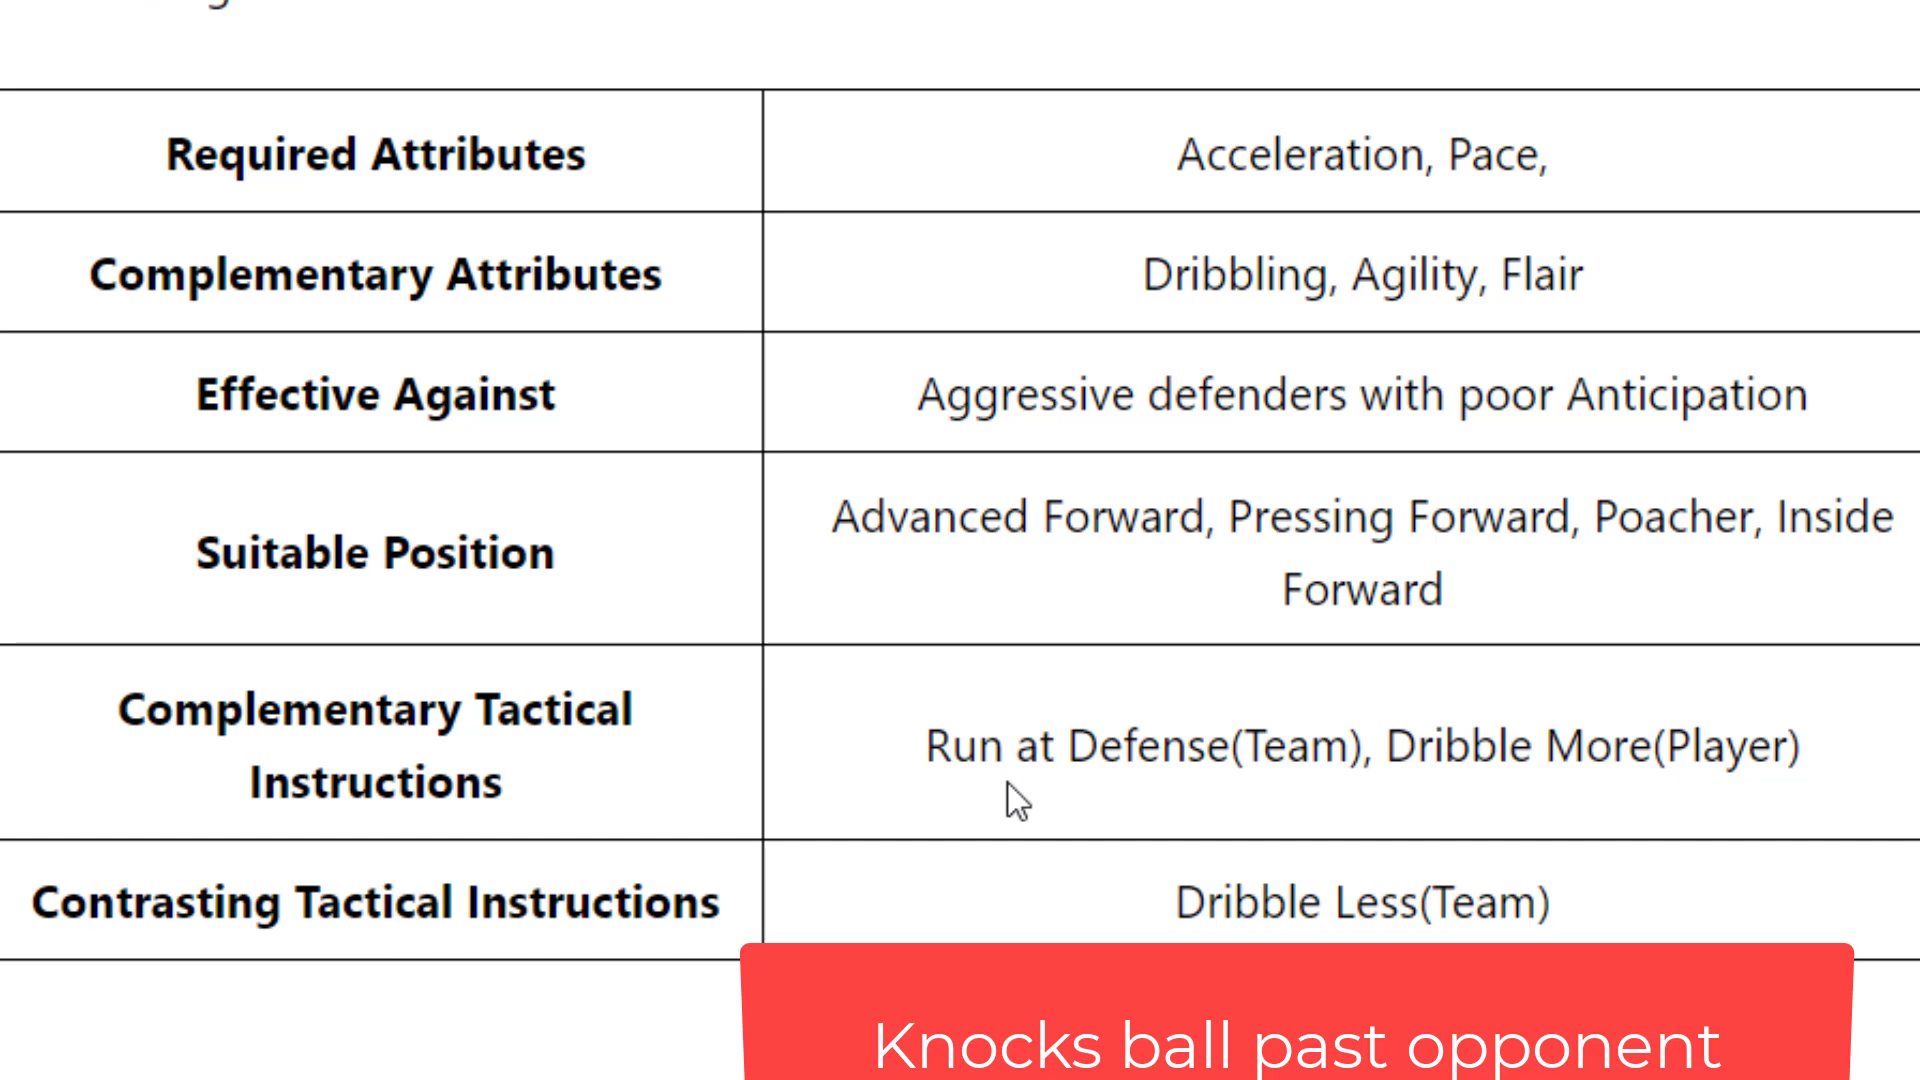 Required Attributes
Acceleration, Pace,
Complementary Attributes
Dribbling, Agility, Flair
Effective Against
Aggressive defenders with poor Anticipation
Suitable Position
Advanced Forward, Pressing Forward, Poacher, Inside
Forward
Complementary Tactical
Instructions
Run at Defense(Team), Dribble More(Player)
Contrasting Tactical Instructions
Dribble Less(Team)
Knocks ball past opponent